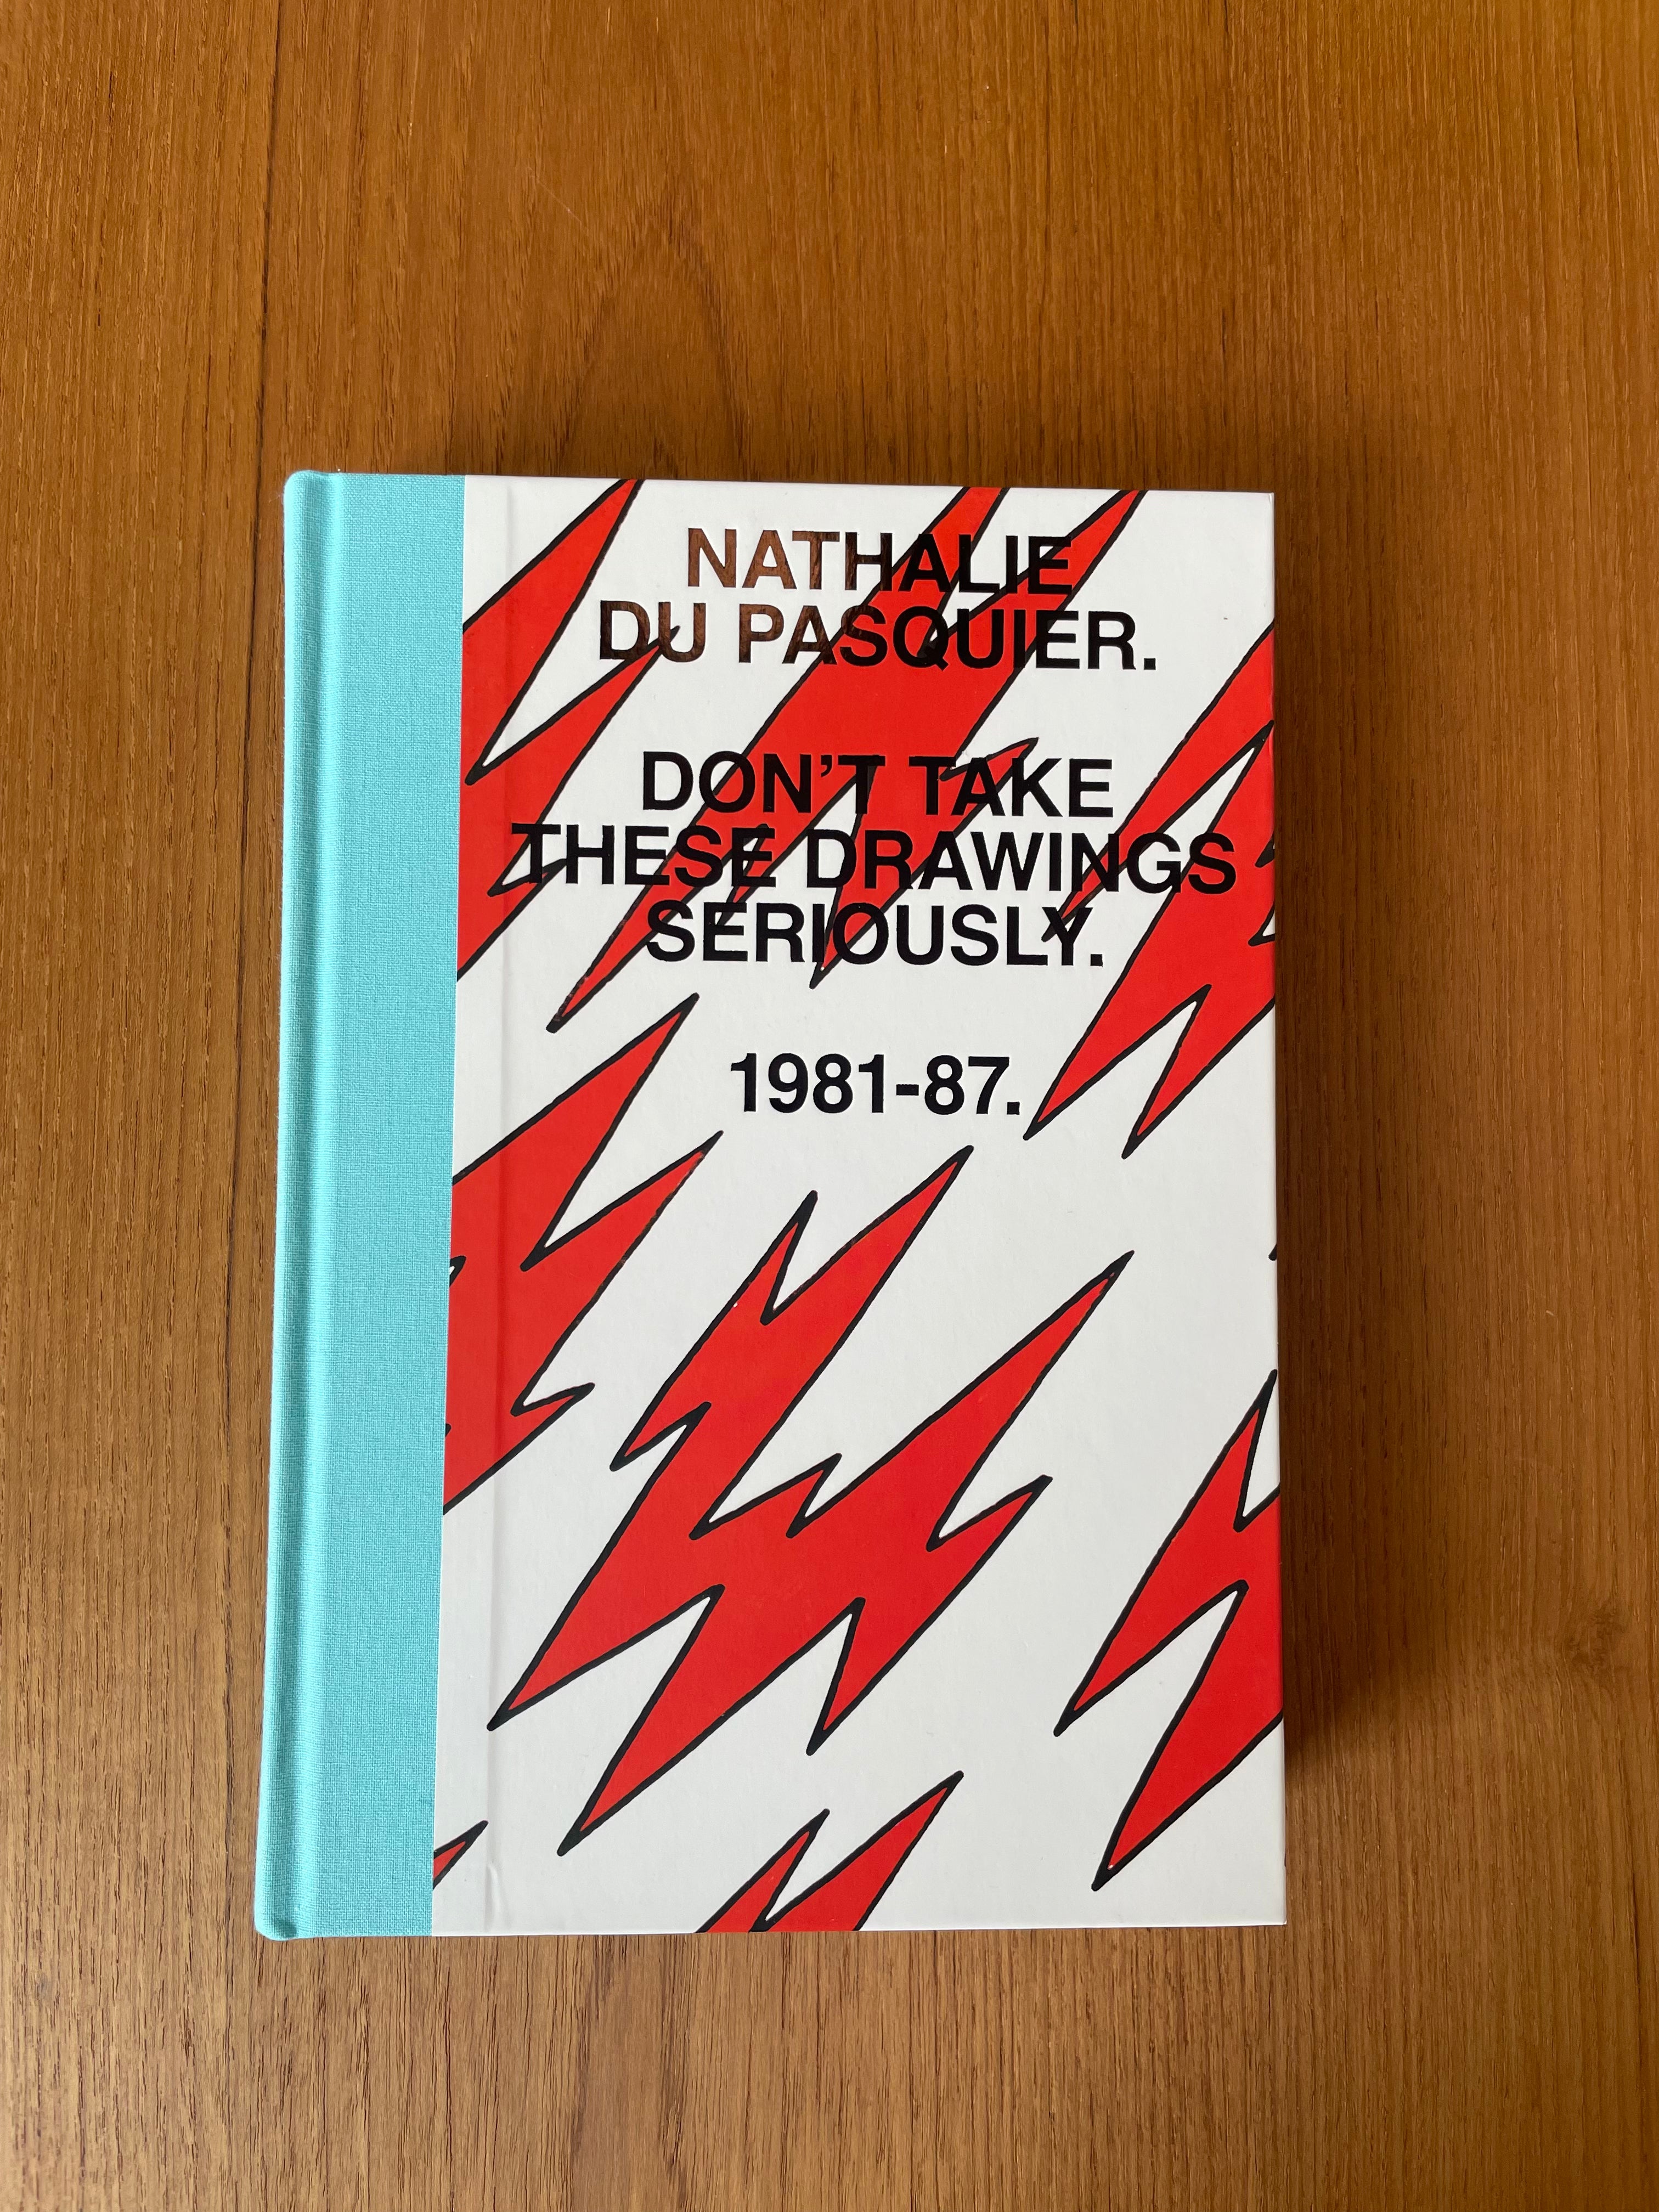 NATHALIE
DU PASQUIER.
DON'T TAKE
THESE DRAWINGS
SERIOUSLY.
1981-87.